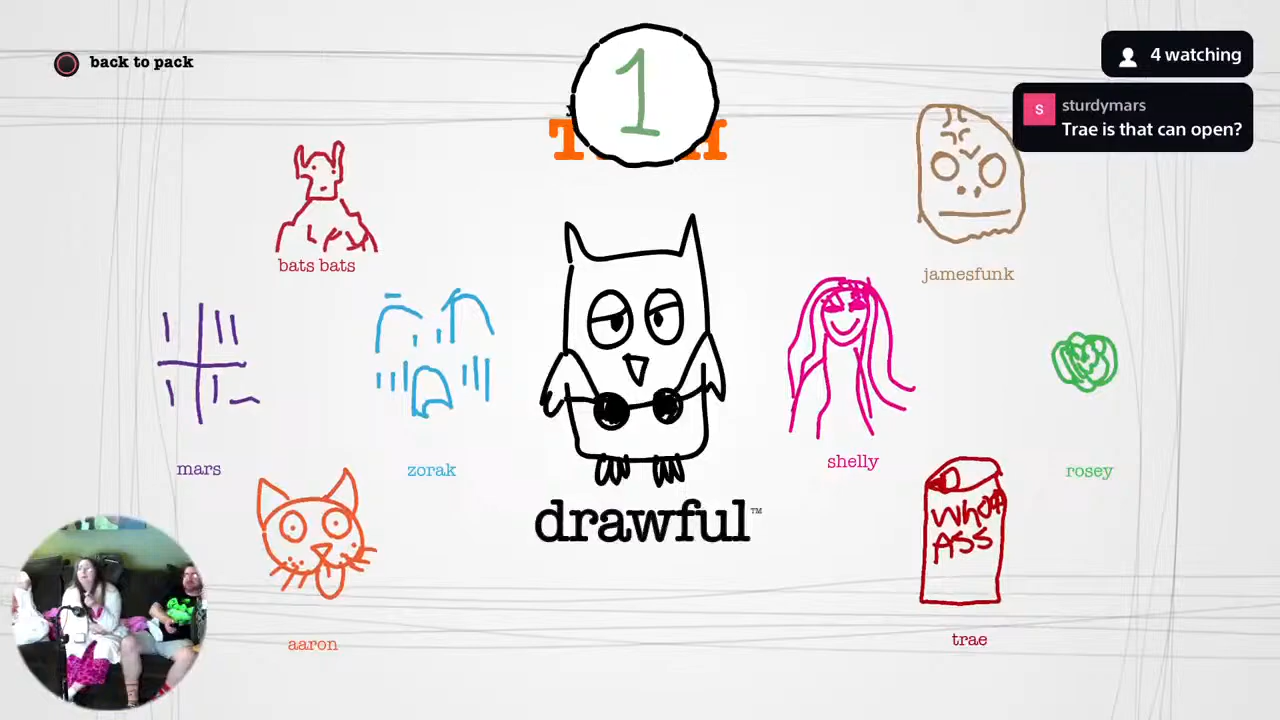 back to pack
1
4 watching
S
sturdymars
Trae is that can open?
bats bats
jamesfunk
mars
zorak
shelly
rosey
drawful™
WHOOP
ASS
aaron
trae